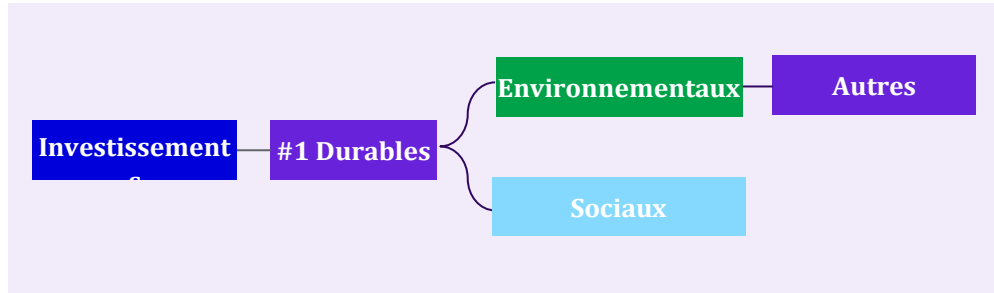 Environnementaux
Autres
Investissement
s
#1 Durables
Sociaux